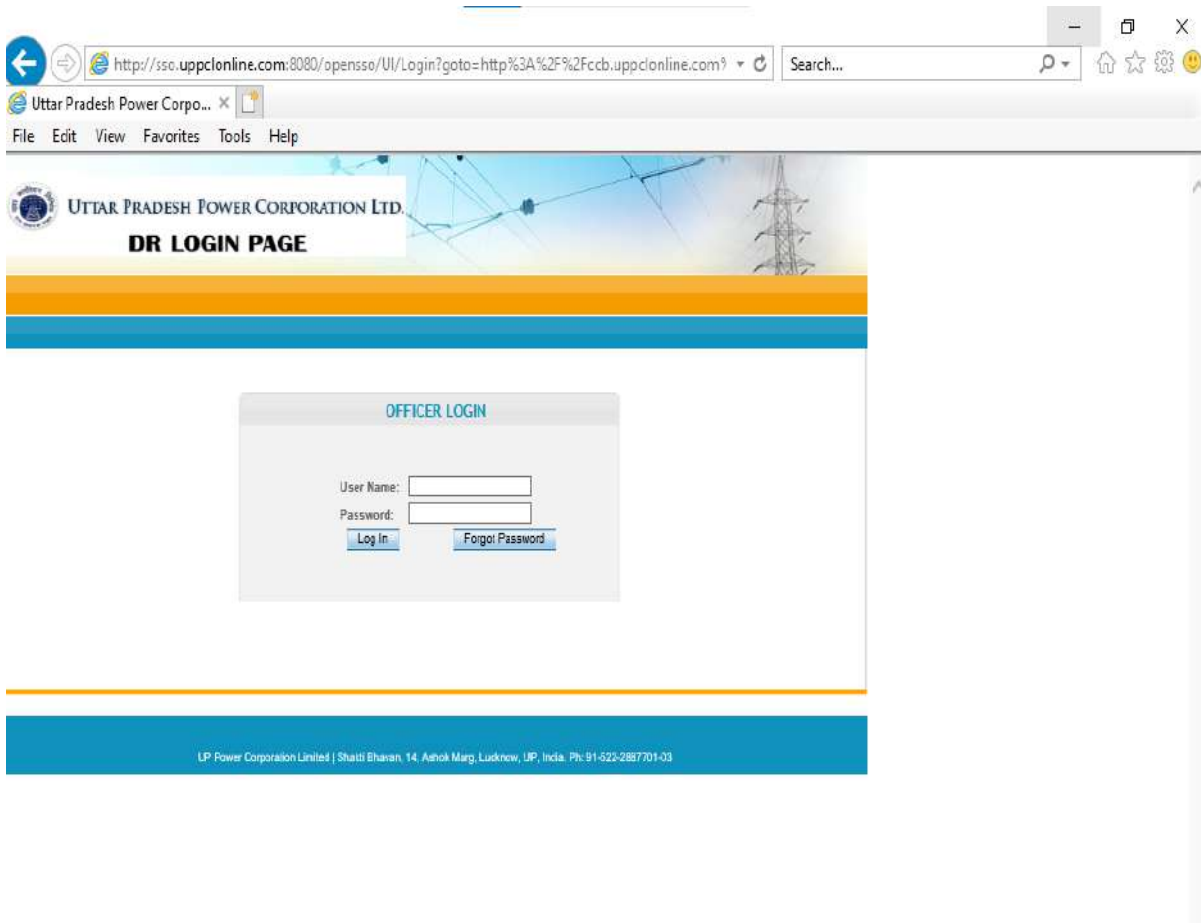 http://sso.uppclonline.com:8080/opensso/UI/Login?goto=http%3A%2F%2Fccb.uppclonline.com%
Search...
Uttar Pradesh Power Corpo...
File Edit View Favorites Tools Help
UTTAR PRADESH POWER CORPORATION LTD.
DR LOGIN PAGE
OFFICER LOGIN
User Name:
Password:
Log In Forgot Password
UP Power Corporation Limited | Shatti Bhavan, 14, Ashok Marg, Lucknow, UP, India. Ph: 91-522-2887701-03